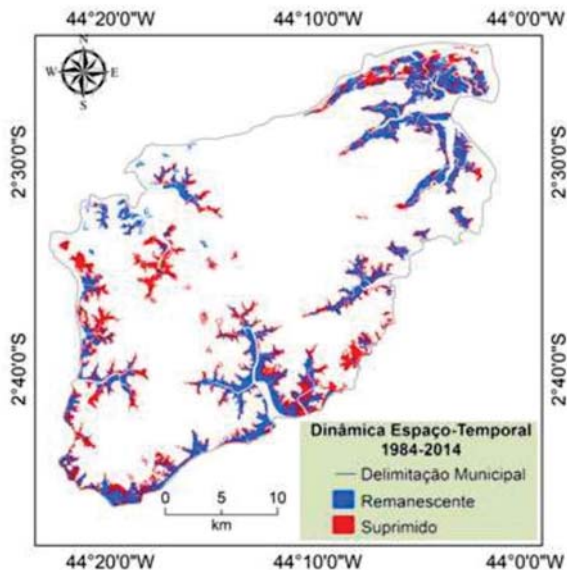 44°20'0"W 44°10'0"W 44°0'0"W
N
W E
S
2°30'0"S 2°30'0"S
2°40'0"S 2°40'0"S
Dinâmica Espaço-Temporal
1984-2014
Delimitação Municipal
Remanescente
Suprimido
0 5 10
km
44°20'0"W 44°10'0"W 44°0'0"W